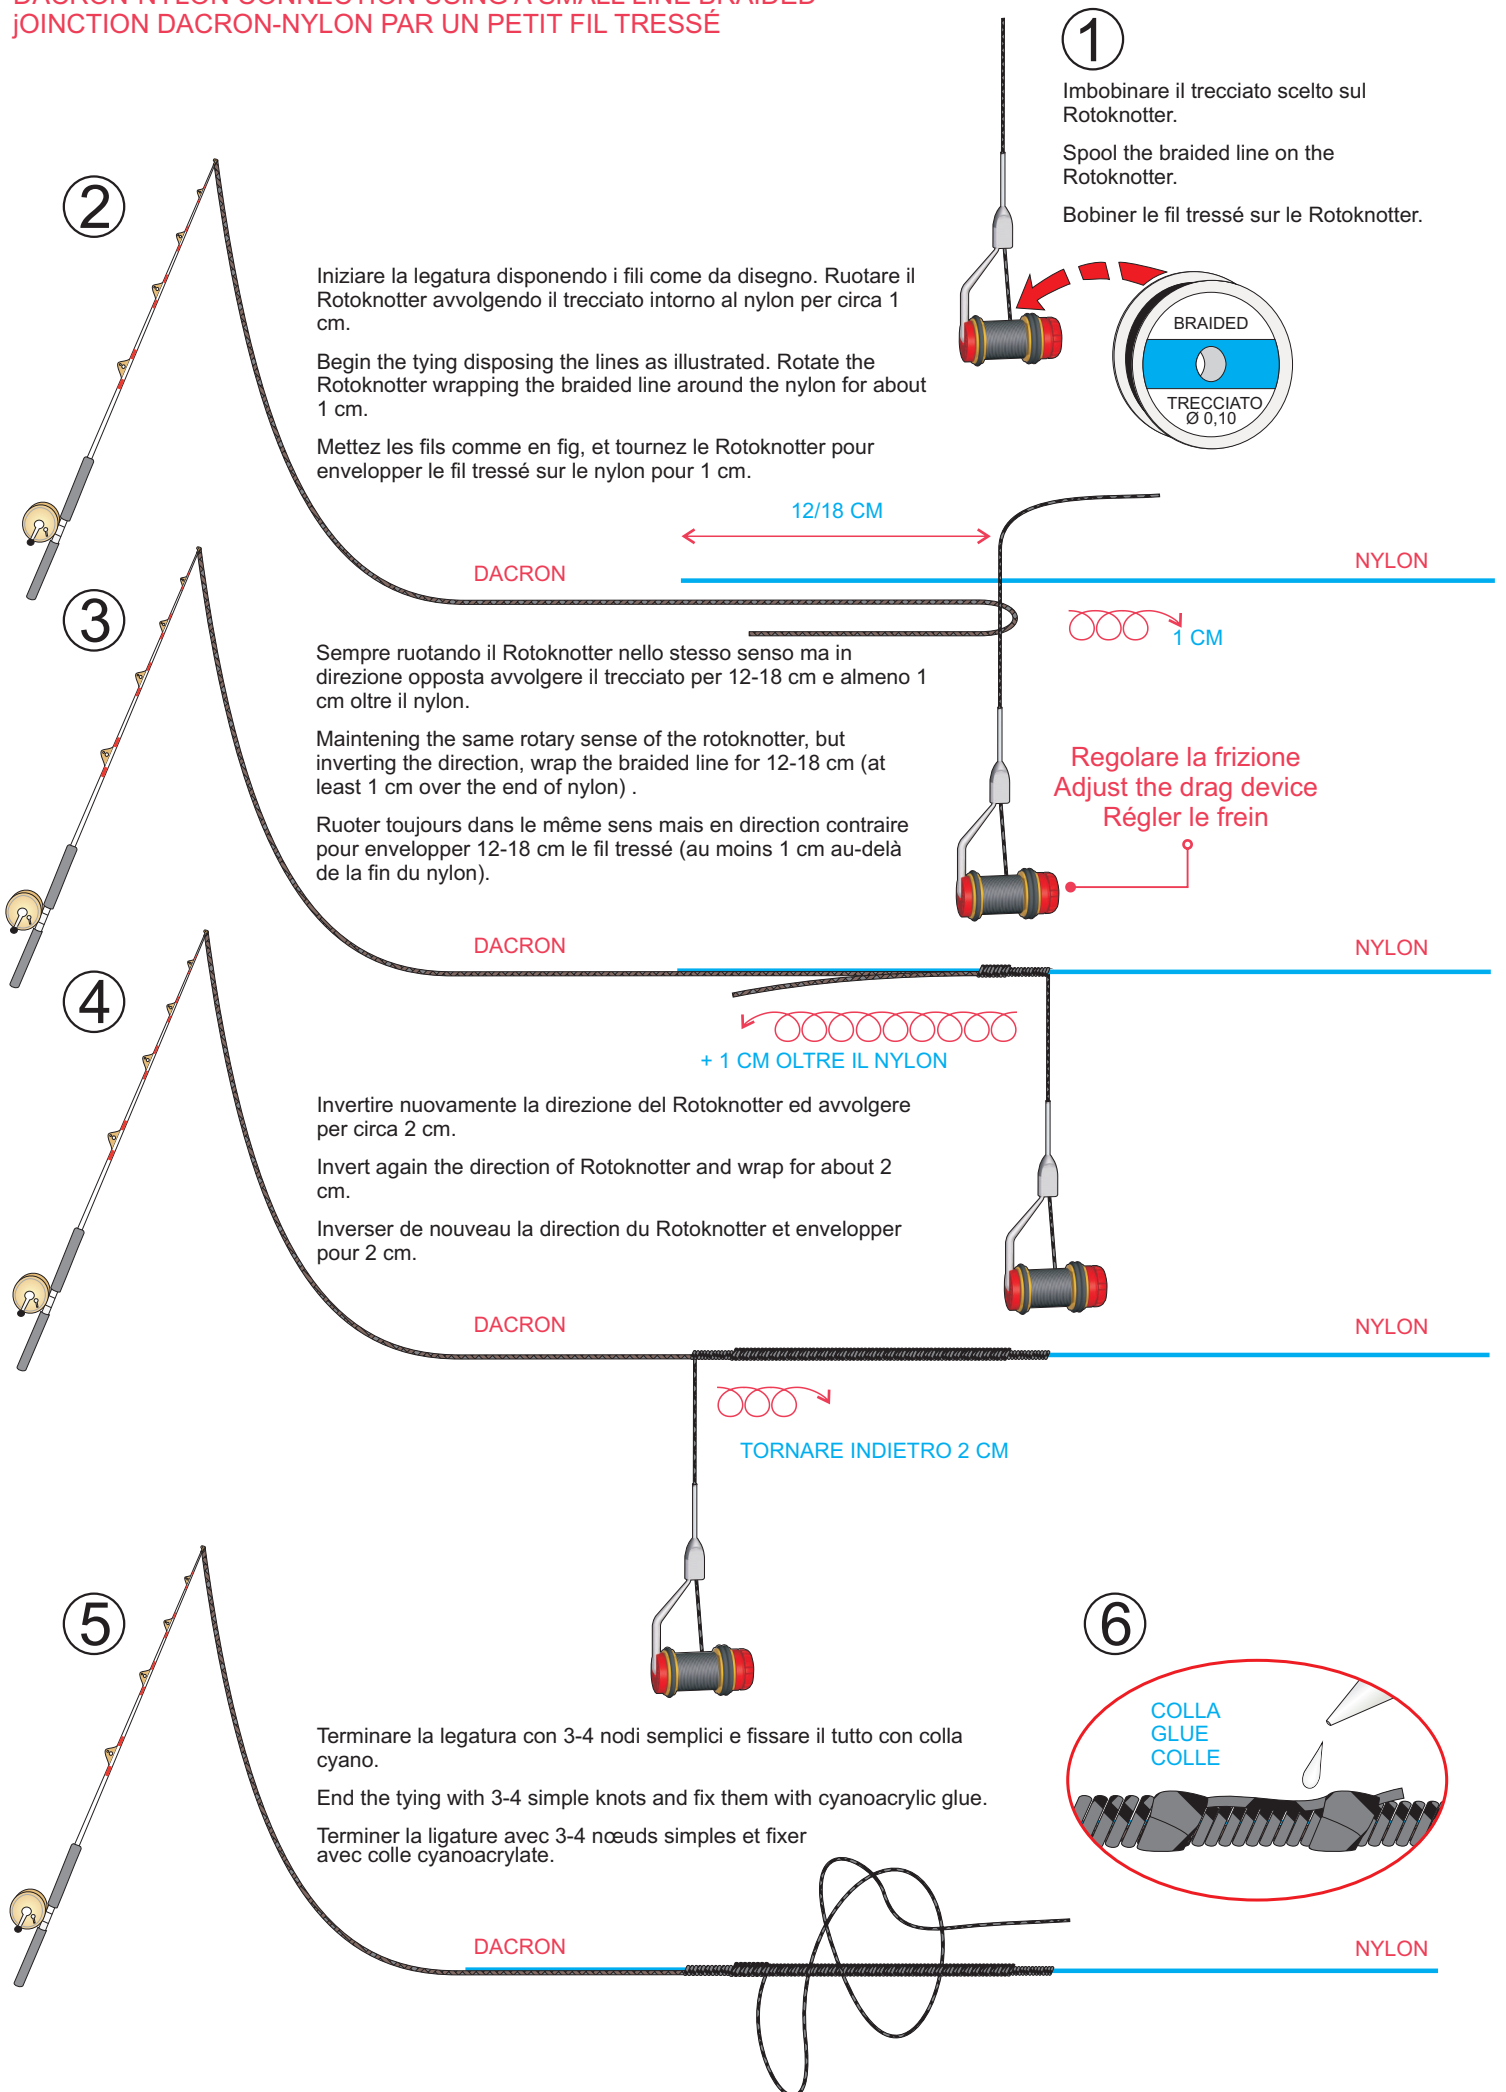 DACRON-NYLON CONNECTION USING A SMALL LINE BRAIDED
jOINCTION DACRON-NYLON PAR UN PETIT FIL TRESSÉ
1
Imbobinare il trecciato scelto sul
Rotoknotter.
Spool the braided line on the
Rotoknotter.
Bobiner le fil tressé sur le Rotoknotter.
BRAIDED
TRECCIATO
Ø 0,10
2
Iniziare la legatura disponendo i fili come da disegno. Ruotare il
Rotoknotter avvolgendo il trecciato intorno al nylon per circa 1
cm.
Begin the tying disposing the lines as illustrated. Rotate the
Rotoknotter wrapping the braided line around the nylon for about
1 cm.
Mettez les fils comme en fig, et tournez le Rotoknotter pour
envelopper le fil tressé sur le nylon pour 1 cm.
12/18 CM
DACRON
NYLON
1 CM
3
Sempre ruotando il Rotoknotter nello stesso senso ma in
direzione opposta avvolgere il trecciato per 12-18 cm e almeno 1
cm oltre il nylon.
Maintening the same rotary sense of the rotoknotter, but
inverting the direction, wrap the braided line for 12-18 cm (at
least 1 cm over the end of nylon) .
Ruoter toujours dans le même sens mais en direction contraire
pour envelopper 12-18 cm le fil tressé (au moins 1 cm au-delà
de la fin du nylon).
Regolare la frizione
Adjust the drag device
Régler le frein
DACRON
NYLON
+ 1 CM OLTRE IL NYLON
4
Invertire nuovamente la direzione del Rotoknotter ed avvolgere
per circa 2 cm.
Invert again the direction of Rotoknotter and wrap for about 2
cm.
Inverser de nouveau la direction du Rotoknotter et envelopper
pour 2 cm.
DACRON
NYLON
TORNARE INDIETRO 2 CM
5
Terminare la legatura con 3-4 nodi semplici e fissare il tutto con colla
cyano.
End the tying with 3-4 simple knots and fix them with cyanoacrylic glue.
Terminer la ligature avec 3-4 nœuds simples et fixer
avec colle cyanoacrylate.
6
COLLA
GLUE
COLLE
DACRON
NYLON